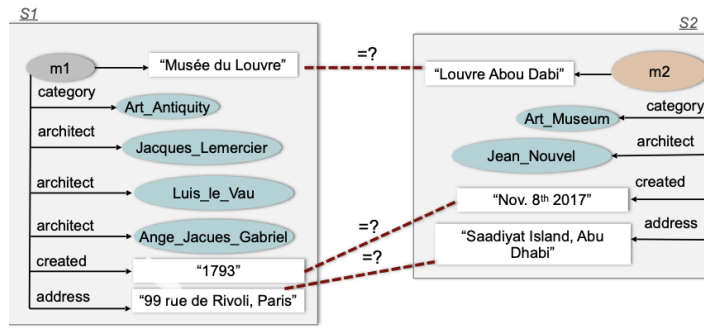 S1
S2
m1
“Musée du Louvre”
=?
“Louvre Abou Dabi”
m2
category
Art_Antiquity
category
Art_Museum
architect
Jacques_Lemercier
architect
Jean_Nouvel
architect
Luis_le_Vau
created
“Nov. 8th 2017”
architect
Ange_Jacues_Gabriel
=?
address
“Saadiyat Island, Abu
Dhabi”
created
“1793”
=?
address
“99 rue de Rivoli, Paris”